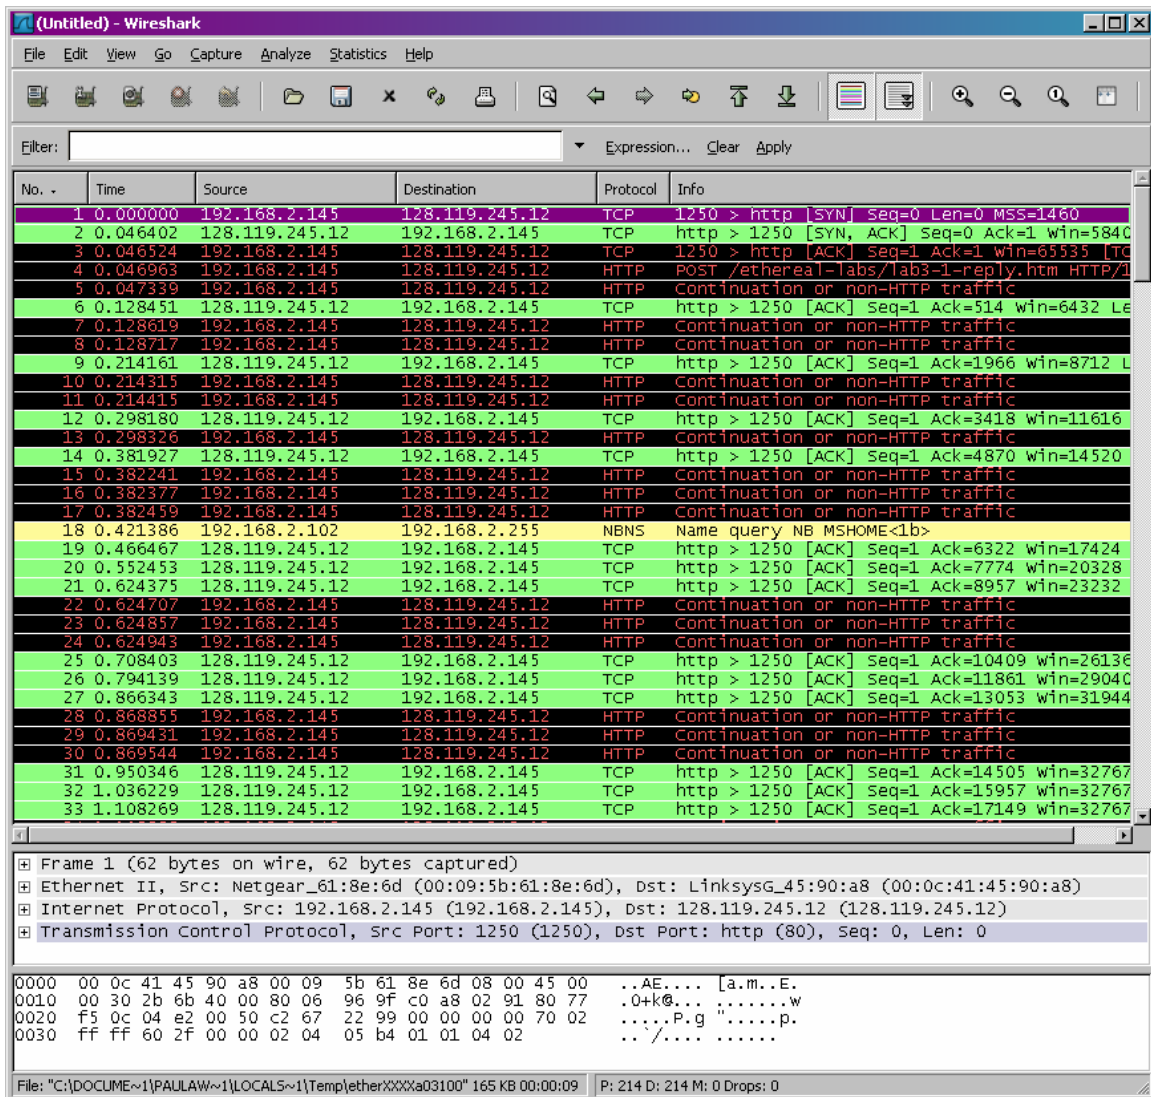 (Untitled) - Wireshark
File Edit View Go Capture Analyze Statistics Help
Filter: Expression... Clear Apply
No. Time Source Destination Protocol Info
1 0.000000 192.168.2.145 128.119.245.12 TCP 1250 > http [SYN] Seq=0 Len=0 MSS=1460
2 0.046402 128.119.245.12 192.168.2.145 TCP http > 1250 [SYN, ACK] Seq=0 Ack=1 Win=5840
3 0.046524 192.168.2.145 128.119.245.12 TCP 1250 > http [ACK] Seq=1 Ack=1 Win=65535 [TC
4 0.046963 192.168.2.145 128.119.245.12 HTTP POST /ethereal-labs/lab3-1-reply.htm HTTP/1
5 0.047339 192.168.2.145 128.119.245.12 HTTP Continuation or non-HTTP traffic
6 0.128451 128.119.245.12 192.168.2.145 TCP http > 1250 [ACK] Seq=1 Ack=514 Win=6432 Le
7 0.128619 192.168.2.145 128.119.245.12 HTTP Continuation or non-HTTP traffic
8 0.128717 192.168.2.145 128.119.245.12 HTTP Continuation or non-HTTP traffic
9 0.214161 128.119.245.12 192.168.2.145 TCP http > 1250 [ACK] Seq=1 Ack=1966 Win=8712 L
10 0.214315 192.168.2.145 128.119.245.12 HTTP Continuation or non-HTTP traffic
11 0.214415 192.168.2.145 128.119.245.12 HTTP Continuation or non-HTTP traffic
12 0.298180 128.119.245.12 192.168.2.145 TCP http > 1250 [ACK] Seq=1 Ack=3418 Win=11616
13 0.298326 192.168.2.145 128.119.245.12 HTTP Continuation or non-HTTP traffic
14 0.381927 128.119.245.12 192.168.2.145 TCP http > 1250 [ACK] Seq=1 Ack=4870 Win=14520
15 0.382241 192.168.2.145 128.119.245.12 HTTP Continuation or non-HTTP traffic
16 0.382377 192.168.2.145 128.119.245.12 HTTP Continuation or non-HTTP traffic
17 0.382459 192.168.2.145 128.119.245.12 HTTP Continuation or non-HTTP traffic
18 0.421386 192.168.2.102 192.168.2.255 NBNS Name query NB MSHOME<1b>
19 0.466467 128.119.245.12 192.168.2.145 TCP http > 1250 [ACK] Seq=1 Ack=6322 Win=17424
20 0.552453 128.119.245.12 192.168.2.145 TCP http > 1250 [ACK] Seq=1 Ack=7774 Win=20328
21 0.624375 128.119.245.12 192.168.2.145 TCP http > 1250 [ACK] Seq=1 Ack=8957 Win=23232
22 0.624707 192.168.2.145 128.119.245.12 HTTP Continuation or non-HTTP traffic
23 0.624857 192.168.2.145 128.119.245.12 HTTP Continuation or non-HTTP traffic
24 0.624943 192.168.2.145 128.119.245.12 HTTP Continuation or non-HTTP traffic
25 0.708403 128.119.245.12 192.168.2.145 TCP http > 1250 [ACK] Seq=1 Ack=10409 Win=26136
26 0.794139 128.119.245.12 192.168.2.145 TCP http > 1250 [ACK] Seq=1 Ack=11861 Win=29040
27 0.866343 128.119.245.12 192.168.2.145 TCP http > 1250 [ACK] Seq=1 Ack=13053 Win=31944
28 0.868855 192.168.2.145 128.119.245.12 HTTP Continuation or non-HTTP traffic
29 0.869431 192.168.2.145 128.119.245.12 HTTP Continuation or non-HTTP traffic
30 0.869544 192.168.2.145 128.119.245.12 HTTP Continuation or non-HTTP traffic
31 0.950346 128.119.245.12 192.168.2.145 TCP http > 1250 [ACK] Seq=1 Ack=14505 Win=32767
32 1.036229 128.119.245.12 192.168.2.145 TCP http > 1250 [ACK] Seq=1 Ack=15957 Win=32767
33 1.108269 128.119.245.12 192.168.2.145 TCP http > 1250 [ACK] Seq=1 Ack=17149 Win=32767
Frame 1 (62 bytes on wire, 62 bytes captured)
Ethernet II, Src: Netgear_61:8e:6d (00:09:5b:61:8e:6d), Dst: LinksysG_45:90:a8 (00:0c:41:45:90:a8)
Internet Protocol, Src: 192.168.2.145 (192.168.2.145), Dst: 128.119.245.12 (128.119.245.12)
Transmission Control Protocol, Src Port: 1250 (1250), Dst Port: http (80), Seq: 0, Len: 0
0000 00 0c 41 45 90 a8 00 09 5b 61 8e 6d 08 00 45 00 ..AE.... [a.m..E.
0010 00 30 2b 6b 40 00 80 06 96 9f c0 a8 02 91 80 77 .0+k@... .......w
0020 f5 0c 04 e2 00 50 c2 67 22 99 00 00 00 00 70 02 .....P.g ".....p.
0030 ff ff 60 2f 00 00 02 04 05 b4 01 01 04 02 ..`/.... ......
File: "C:\DOCUME~1\PAULAW~1\LOCALS~1\Temp\etherXXXXa03100" 165 KB 00:00:09 P: 214 D: 214 M: 0 Drops: 0